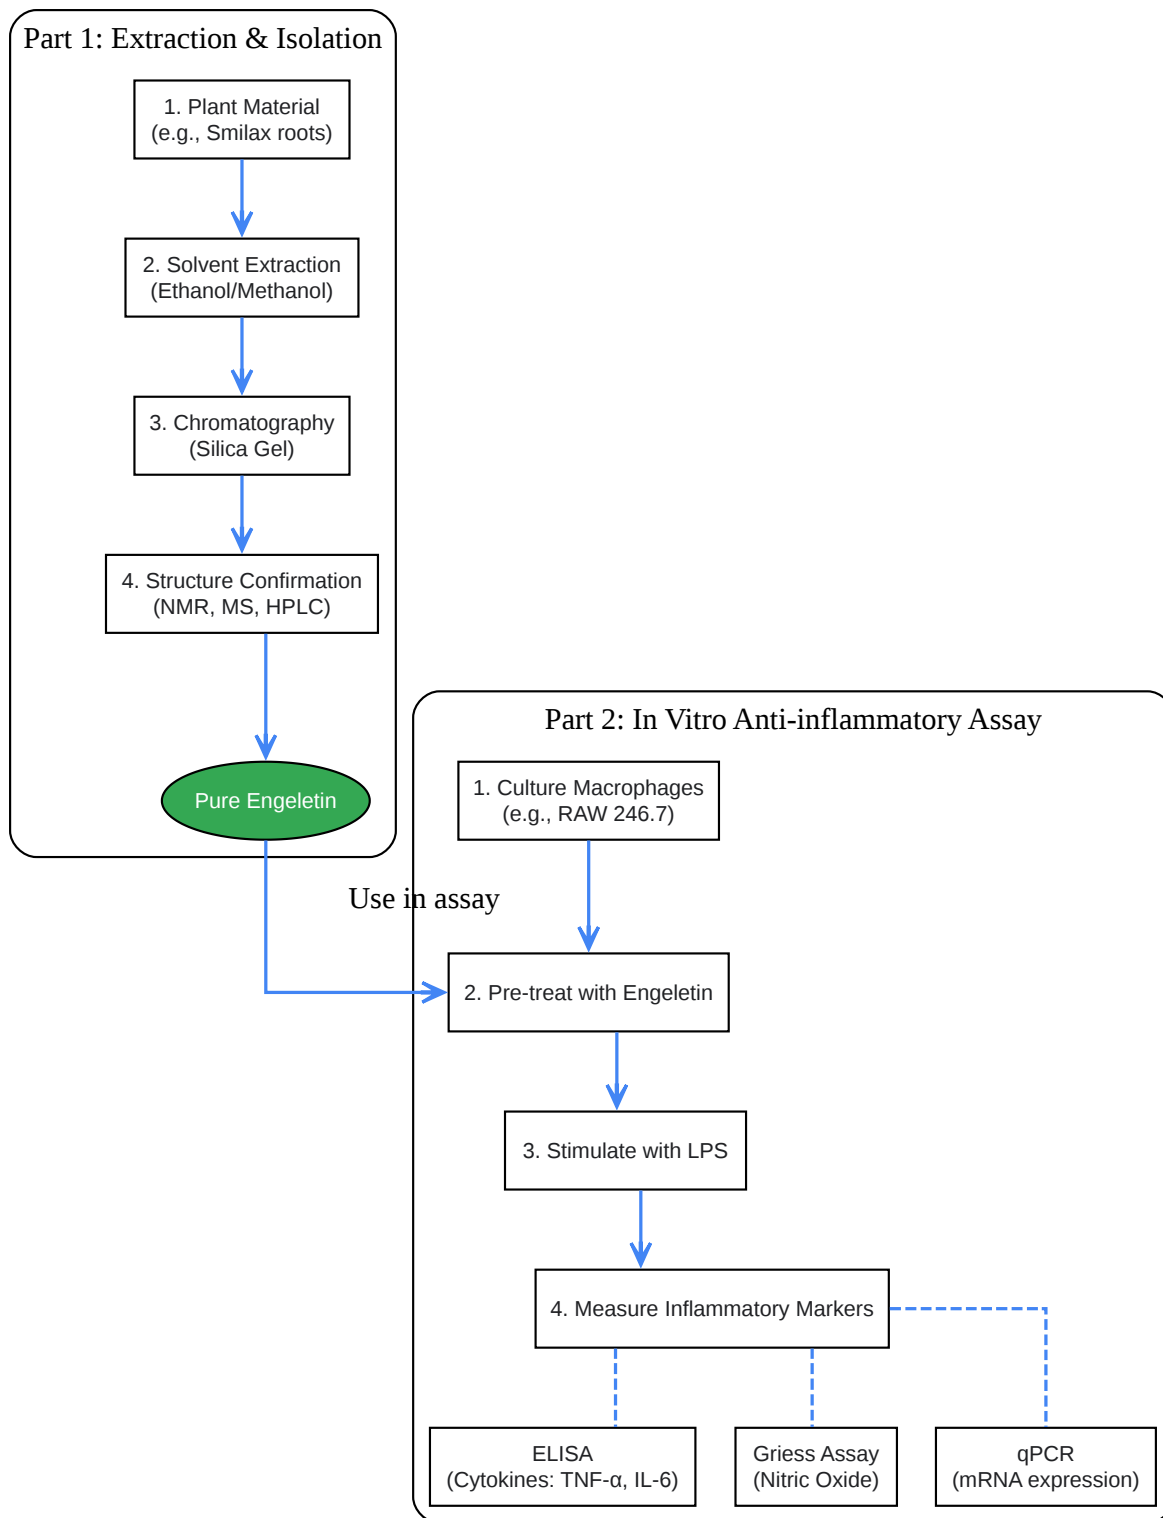 Part 1: Extraction & Isolation
1. Plant Material
(e.g., Smilax roots)
2. Solvent Extraction
(Ethanol/Methanol)
3. Chromatography
(Silica Gel)
4. Structure Confirmation
(NMR, MS, HPLC)
Pure Engeletin
Use in assay
Part 2: In Vitro Anti-inflammatory Assay
1. Culture Macrophages
(e.g., RAW 246.7)
2. Pre-treat with Engeletin
3. Stimulate with LPS
4. Measure Inflammatory Markers
ELISA
(Cytokines: TNF-α, IL-6)
Griess Assay
(Nitric Oxide)
qPCR
(mRNA expression)